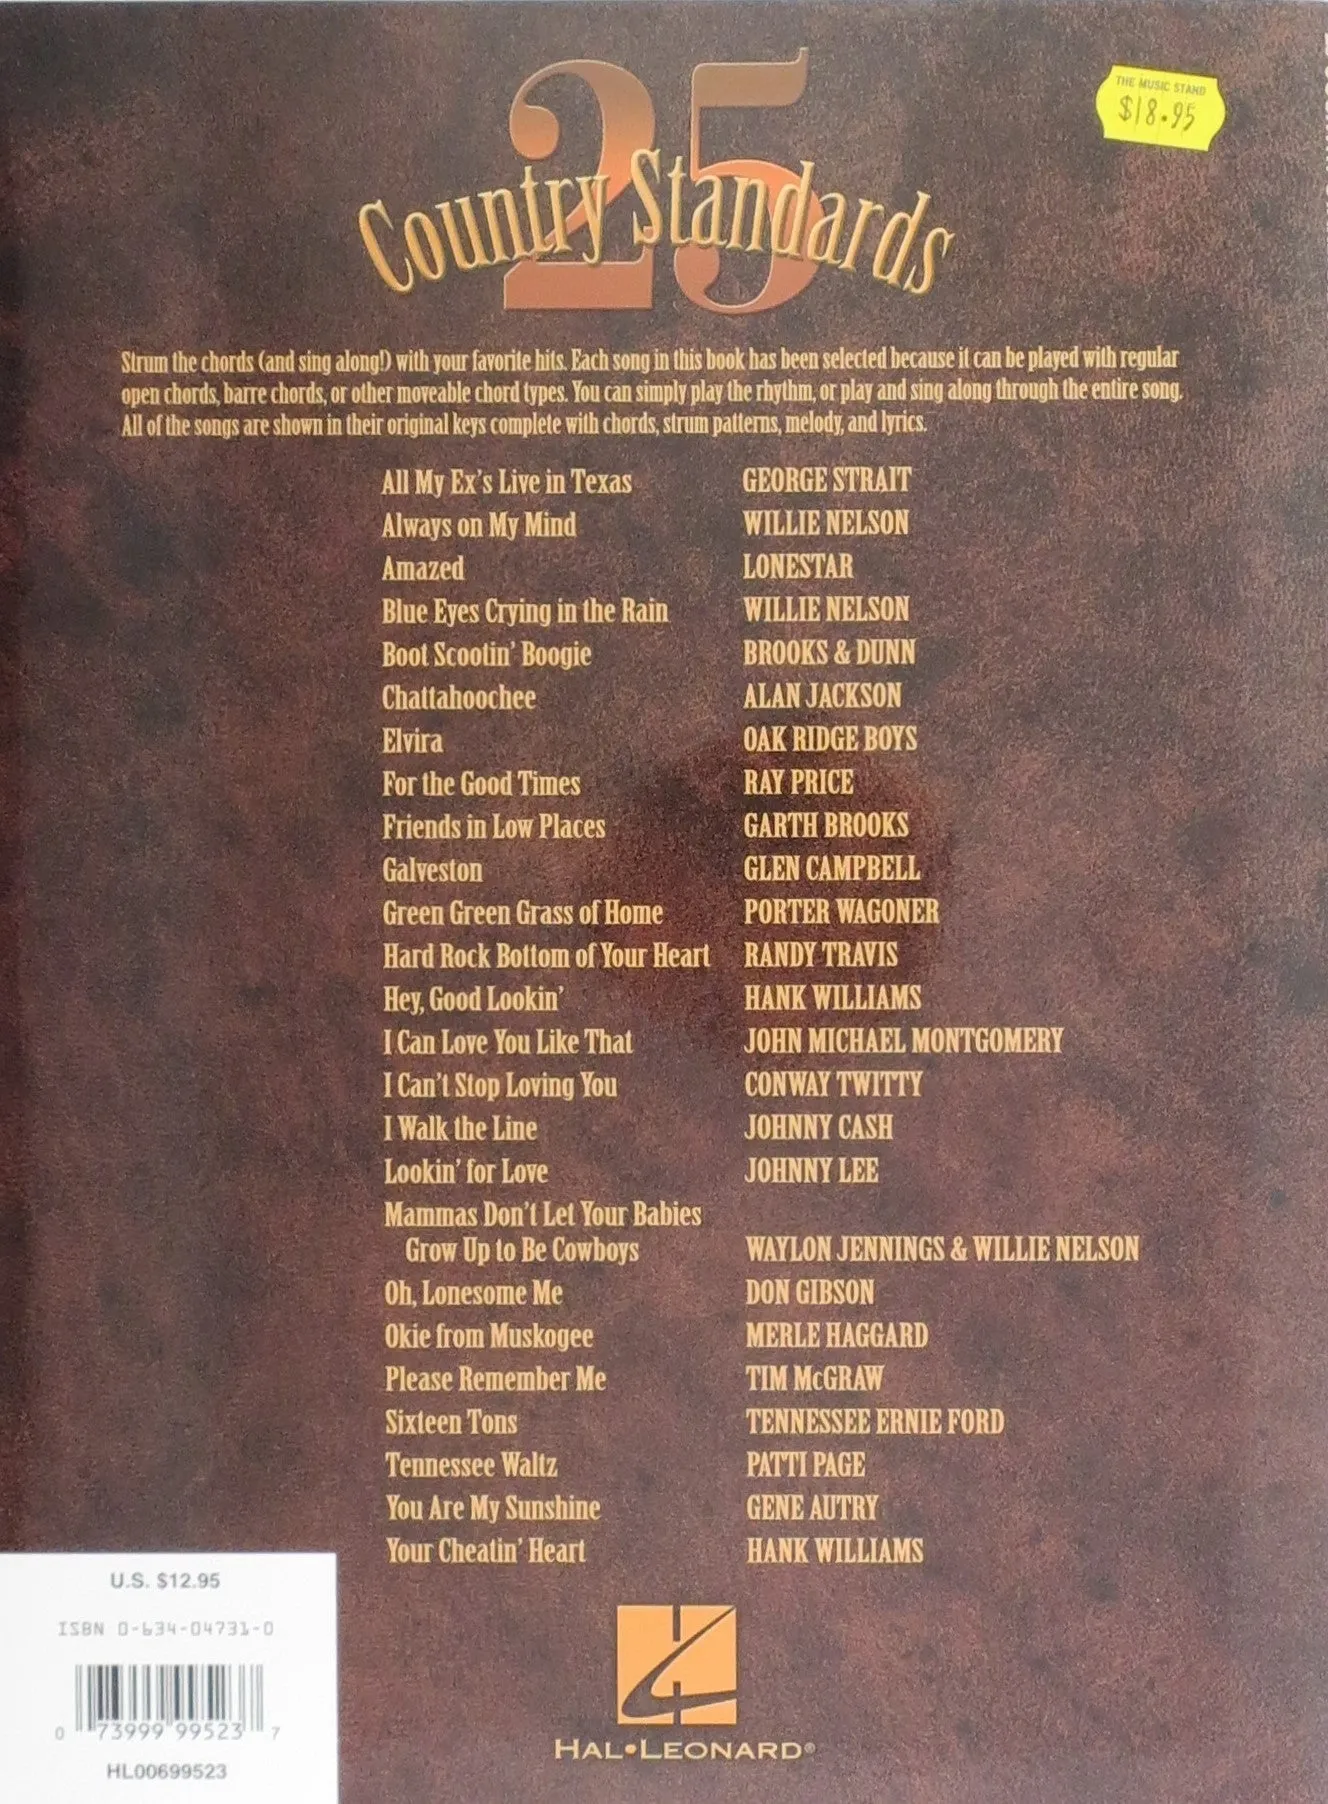 THE MUSIC STAND
$18.95
25
Country Standards
Strum the chords (and sing along!) with your favorite hits. Each song in this book has been selected because it can be played with regular
open chords, barre chords, or other moveable chord types. You can simply play the rhythm, or play and sing along through the entire song.
All of the songs are shown in their original keys complete with chords, strum patterns, melody, and lyrics.
All My Ex's Live in Texas GEORGE STRAIT
Always on My Mind WILLIE NELSON
Amazed LONESTAR
Blue Eyes Crying in the Rain WILLIE NELSON
Boot Scootin' Boogie BROOKS & DUNN
Chattahoochee ALAN JACKSON
Elvira OAK RIDGE BOYS
For the Good Times RAY PRICE
Friends in Low Places GARTH BROOKS
Galveston GLEN CAMPBELL
Green Green Grass of Home PORTER WAGONER
Hard Rock Bottom of Your Heart RANDY TRAVIS
Hey, Good Lookin' HANK WILLIAMS
I Can Love You Like That JOHN MICHAEL MONTGOMERY
I Can't Stop Loving You CONWAY TWITTY
I Walk the Line JOHNNY CASH
Lookin' for Love JOHNNY LEE
Mammas Don't Let Your Babies
Grow Up to Be Cowboys WAYLON JENNINGS & WILLIE NELSON
Oh, Lonesome Me DON GIBSON
Okie from Muskogee MERLE HAGGARD
Please Remember Me TIM McGRAW
Sixteen Tons TENNESSEE ERNIE FORD
Tennessee Waltz PATTI PAGE
You Are My Sunshine GENE AUTRY
Your Cheatin' Heart HANK WILLIAMS
U.S. $12.95
ISBN 0-634-04731-0
0 73999 99523 7
HL00699523
HAL•LEONARD®